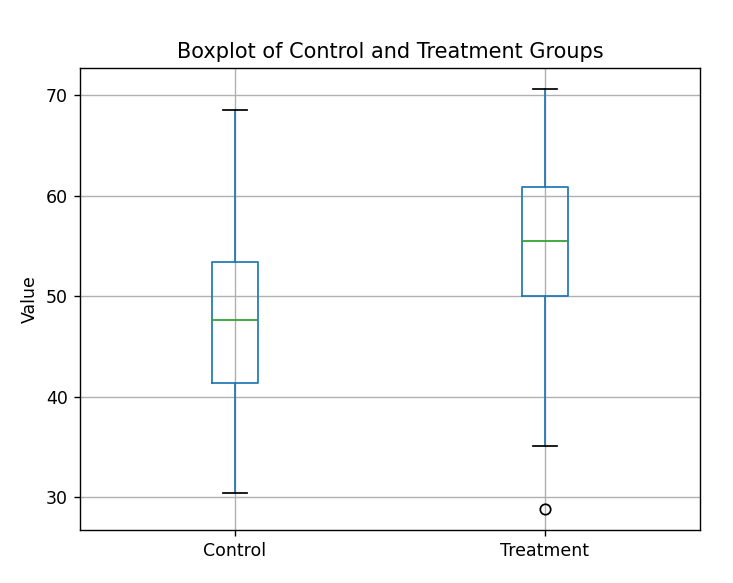 Boxplot of Control and Treatment Groups
70
60
50
40
30
Value
Control
Treatment